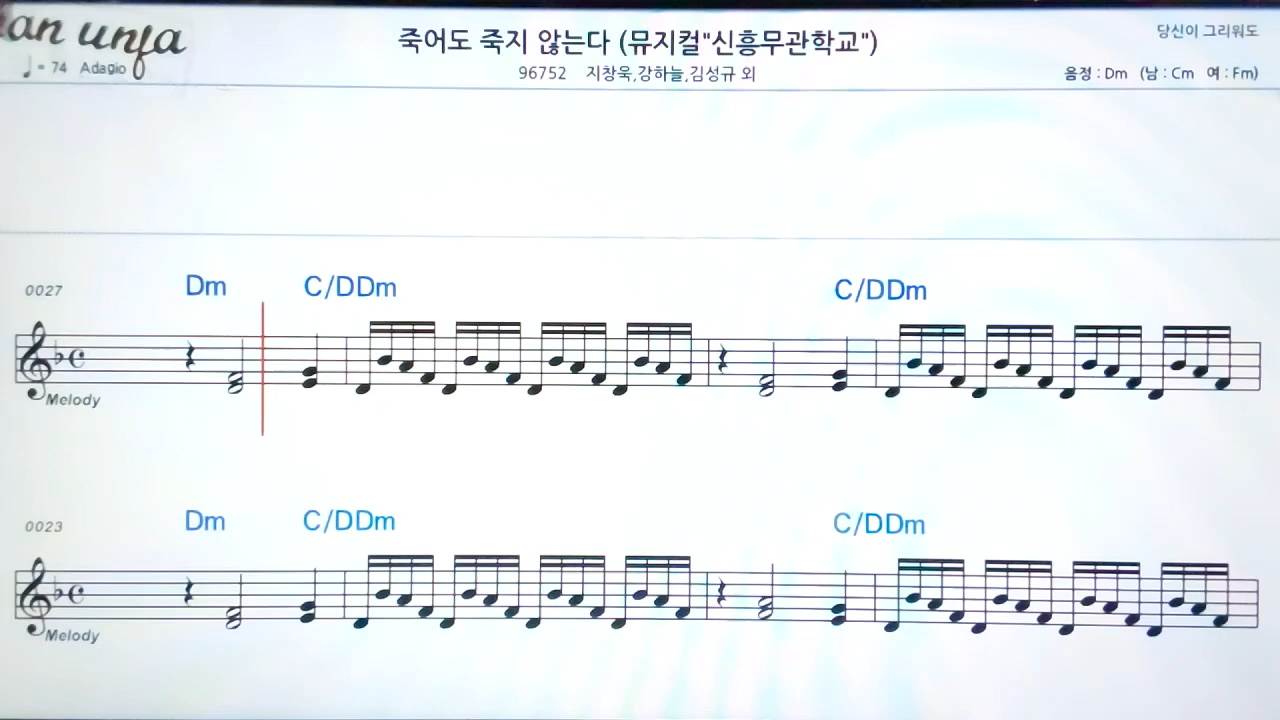 an unfa
♩ = 74 Adagio
죽어도 죽지 않는다 (뮤지컬"신흥무관학교")
96752 지창욱,강하늘,김성규 외
당신이 그리워도
음정 : Dm (남 : Cm 여 : Fm)
0027 Dm C/DDm C/DDm
Melody
0023 Dm C/DDm C/DDm
Melody